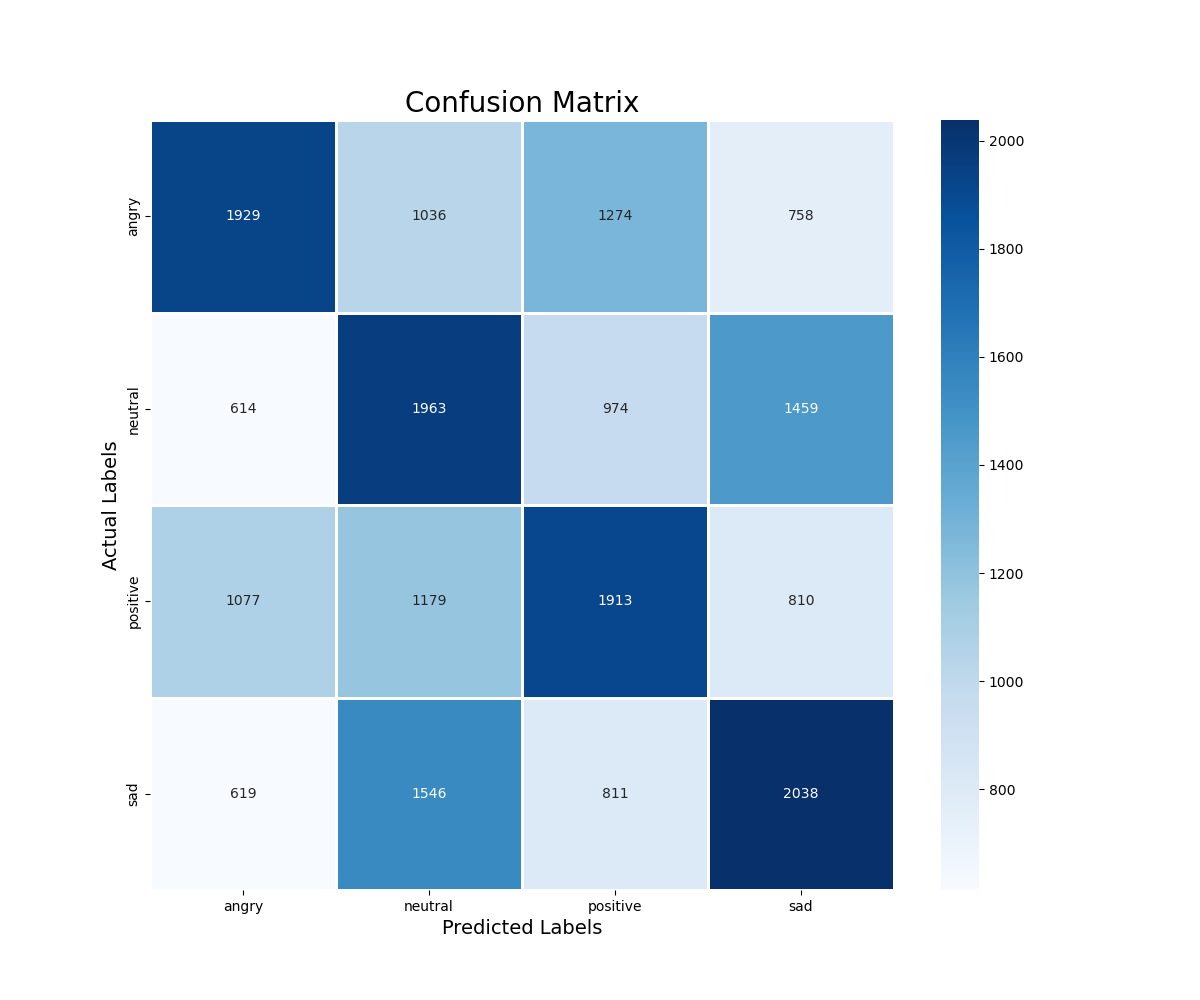 Confusion Matrix
angry 1929 1036 1274 758
neutral 614 1963 974 1459
positive 1077 1179 1913 810
sad 619 1546 811 2038
angry neutral positive sad
Predicted Labels
Actual Labels
2000
1800
1600
1400
1200
1000
800